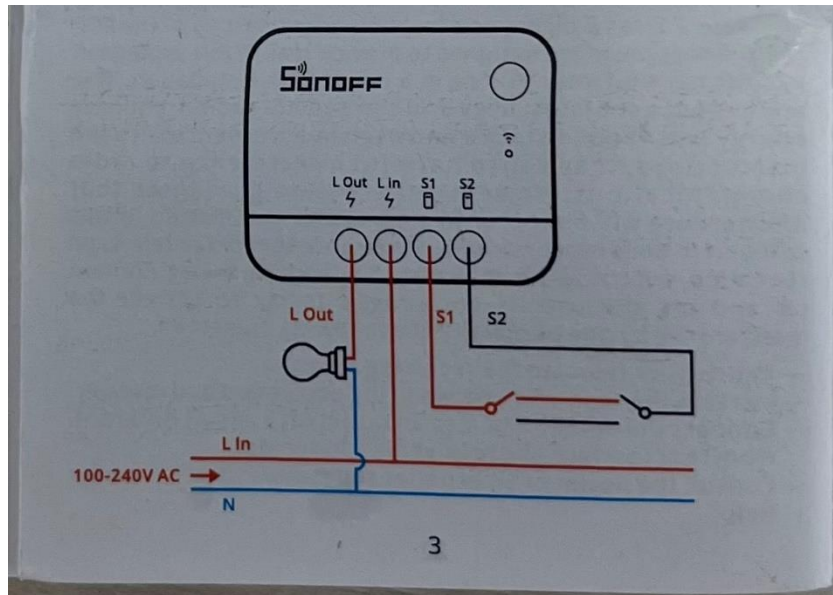 SONOFF
L Out L In S1 S2
L Out
S1
S2
L In
100-240V AC
N
3